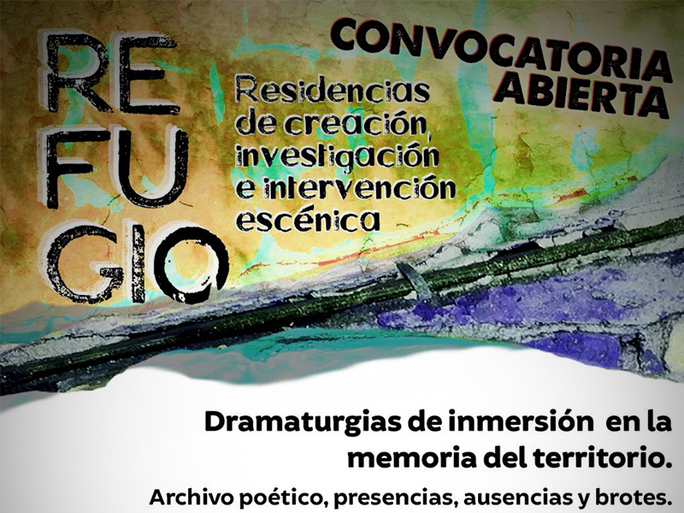 RE
FU
GIO
CONVOCATORIA
ABIERTA
Residencias
de creación,
investigación
e intervención
escénica
Dramaturgias de inmersión en la
memoria del territorio.
Archivo poético, presencias, ausencias y brotes.